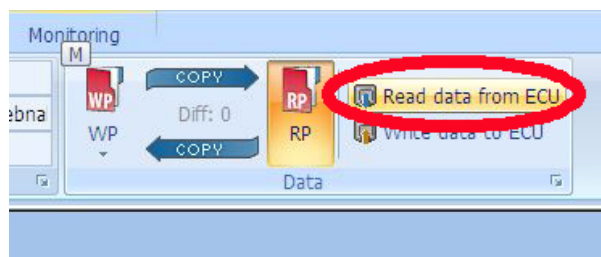 Monitoring
M
ebna
WP
WP
COPY
Diff: 0
COPY
RP
RP
Read data from ECU
Write data to ECU
Data